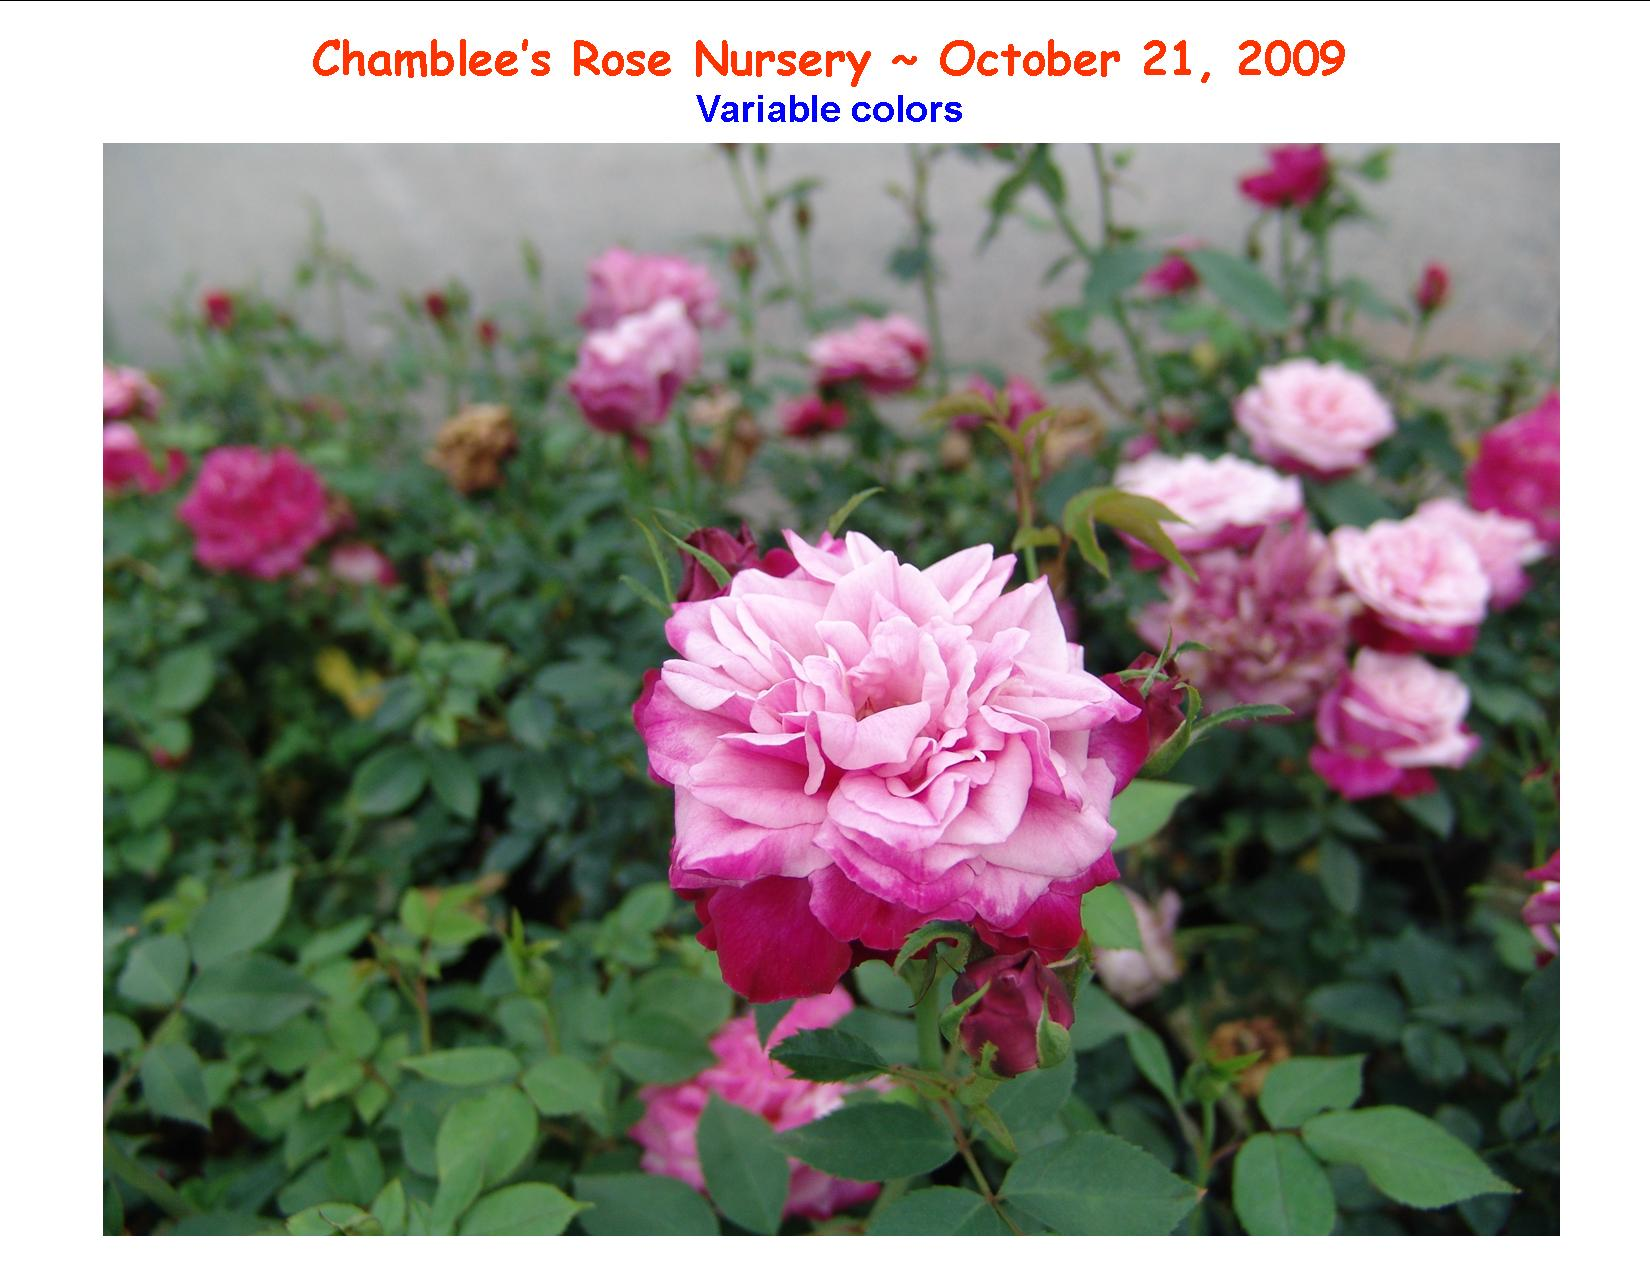 Chamblee's Rose Nursery ~ October 21, 2009
Variable colors